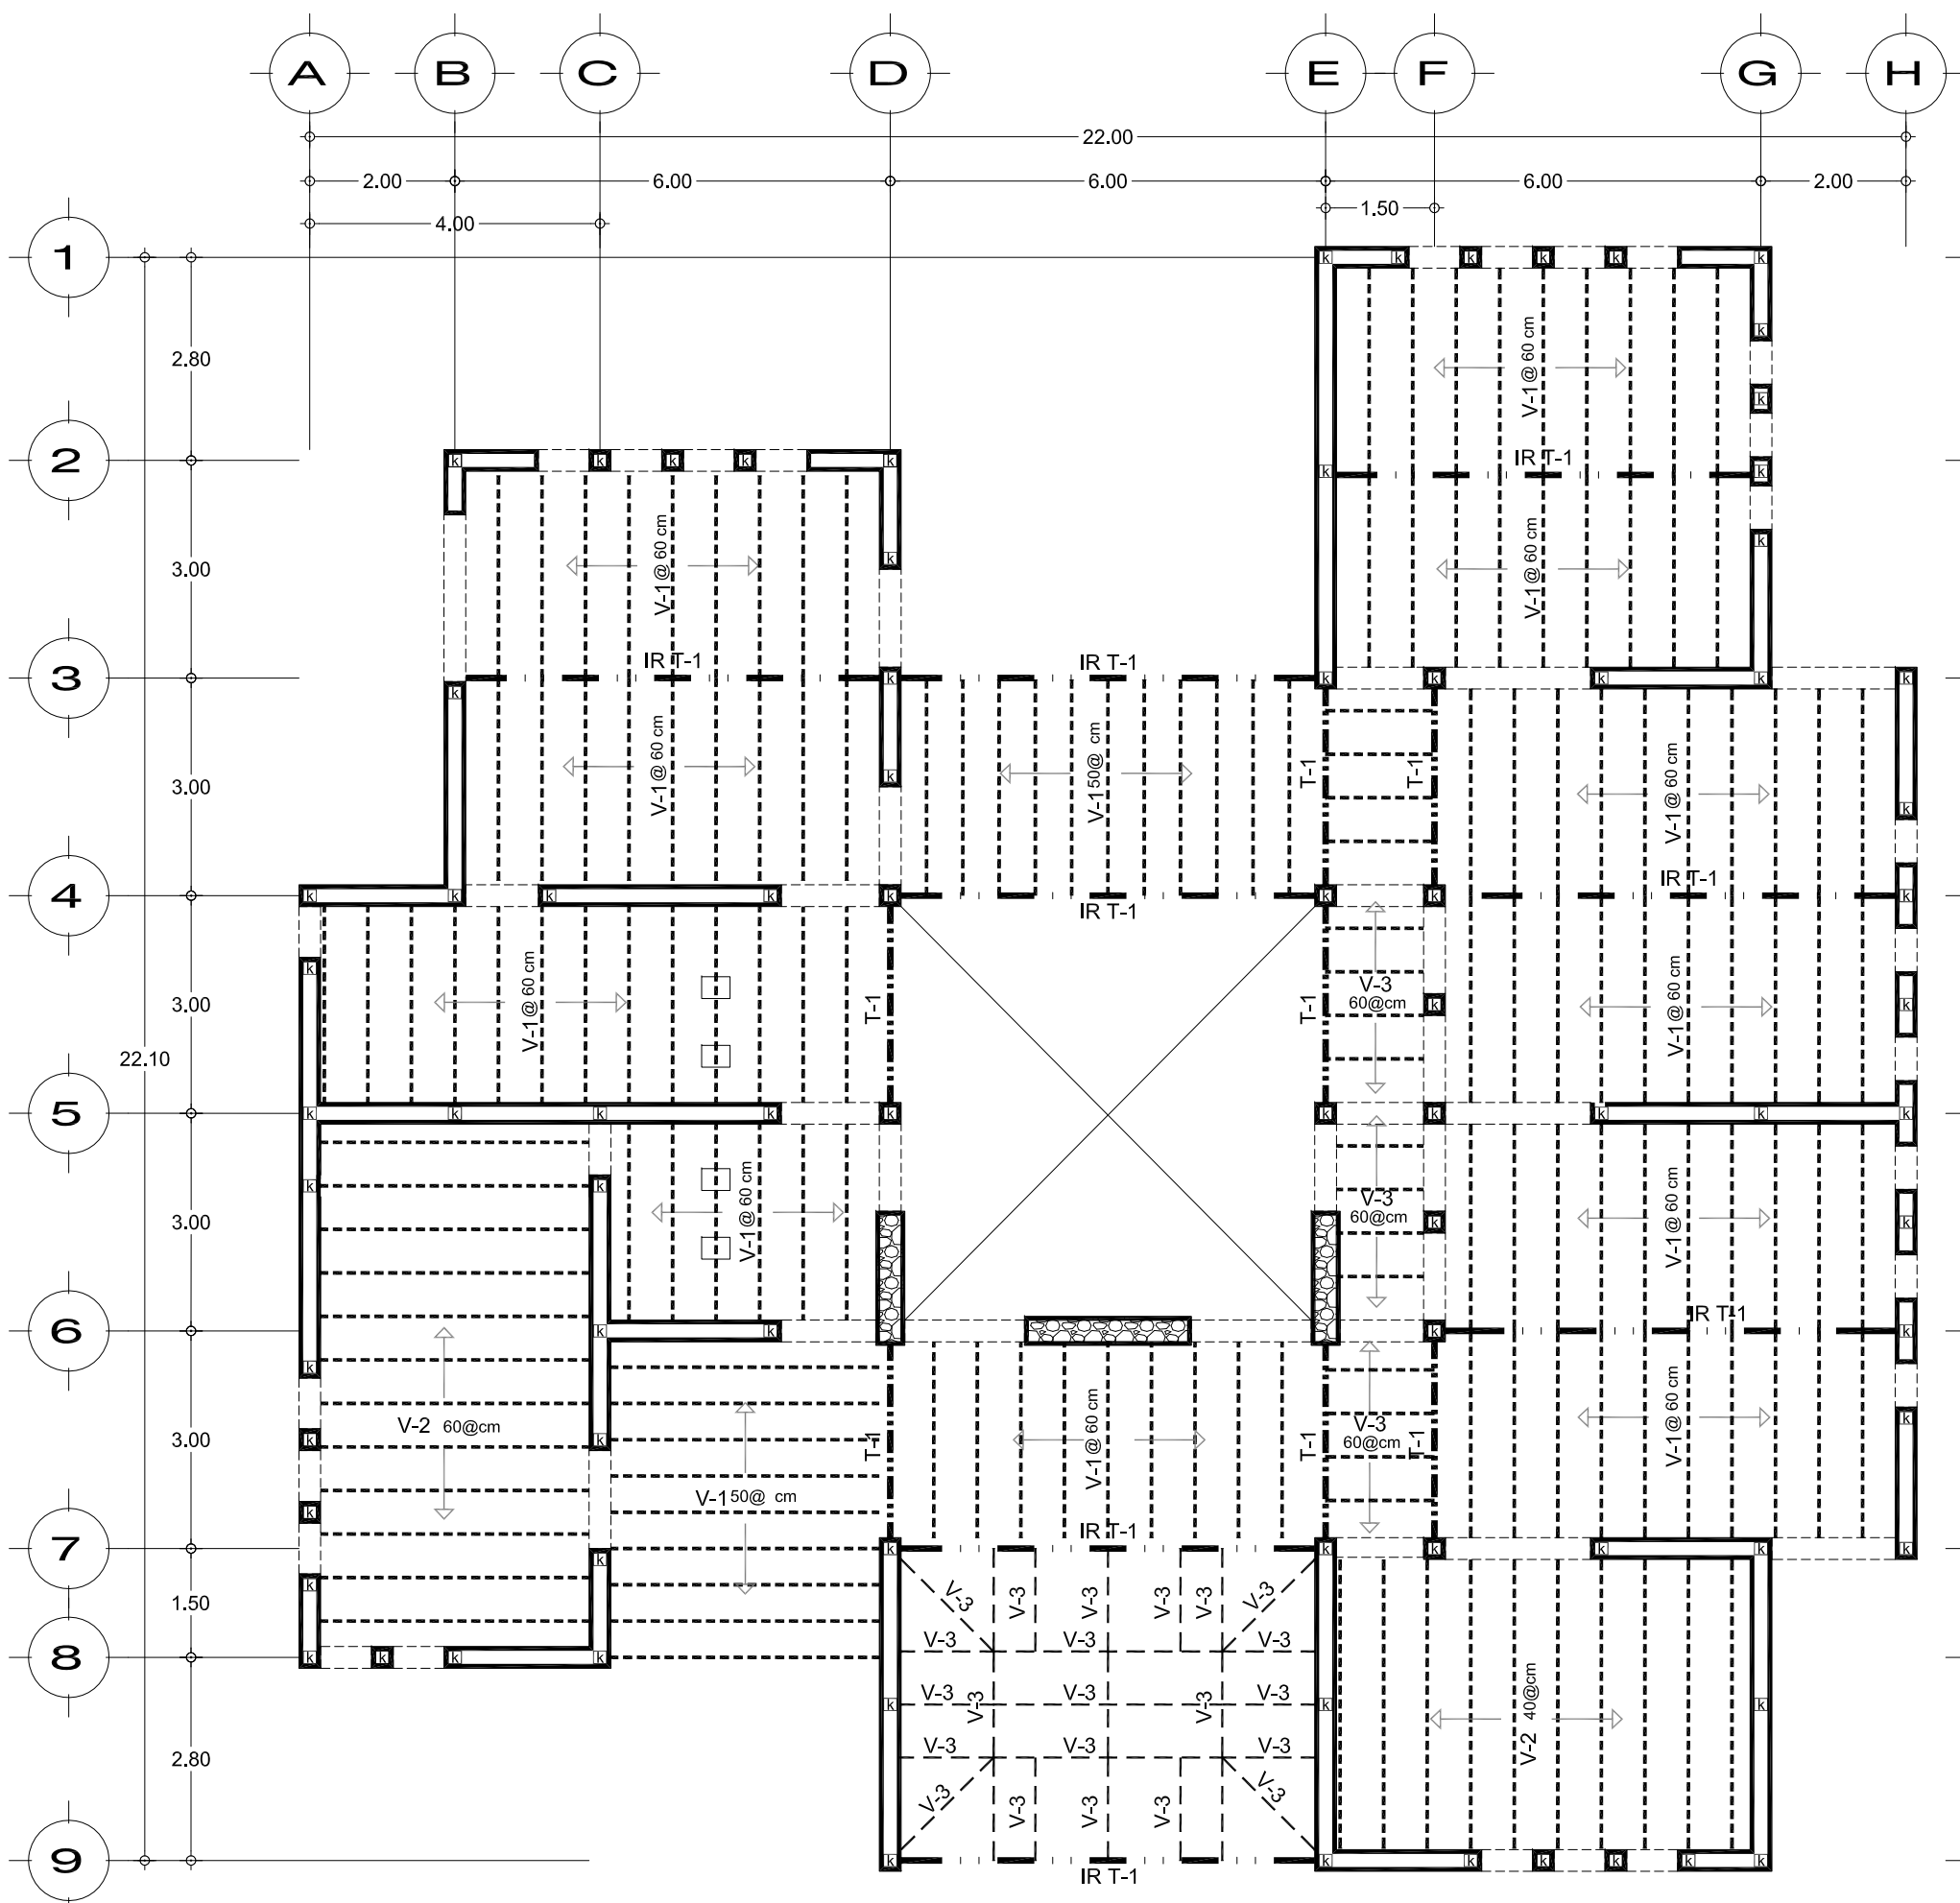 A B C D E F G H
22.00
2.00 6.00 6.00 6.00 2.00
4.00 1.50
1
k k k k k k
2.80
V-1@ 60 cm
k
k
2
k k k k k
IR T-1
k k
3.00
V-1@ 60 cm
V-1@ 60 cm
k
k
IR T-1
IR T-1
3
k k k k
k
3.00
V-1@ 60 cm
V-150@ cm
T-1
T-1
V-1@ 60 cm
k
k
IR T-1
4
k k k k k k k
IR T-1
k
3.00
V-1@ 60 cm
T-1
T-1
V-3
60@cm
k
V-1@ 60 cm
k
22.10
5
k k k k k k k k k
k k
3.00
V-1@ 60 cm
V-3
60@cm
k
V-1@ 60 cm
k
IR T-1
6
k k k k
k
V-2 60@cm
3.00
k k
T-1
V-1@ 60 cm
T-1
V-3
60@cm
T-1
V-1@ 60 cm
V-150@ cm
k
IR T-1
7
k k k k k k
k
1.50
V-3 V-3 V-3 V-3 V-3 V-3
V-3 V-3 V-3
8
k k k k
V-3 V-3 V-3
V-3 V-3
k k k
V-2 40@cm
2.80
V-3 V-3 V-3
V-3 V-3 V-3 V-3 V-3
9
k k k k k k k
IR T-1